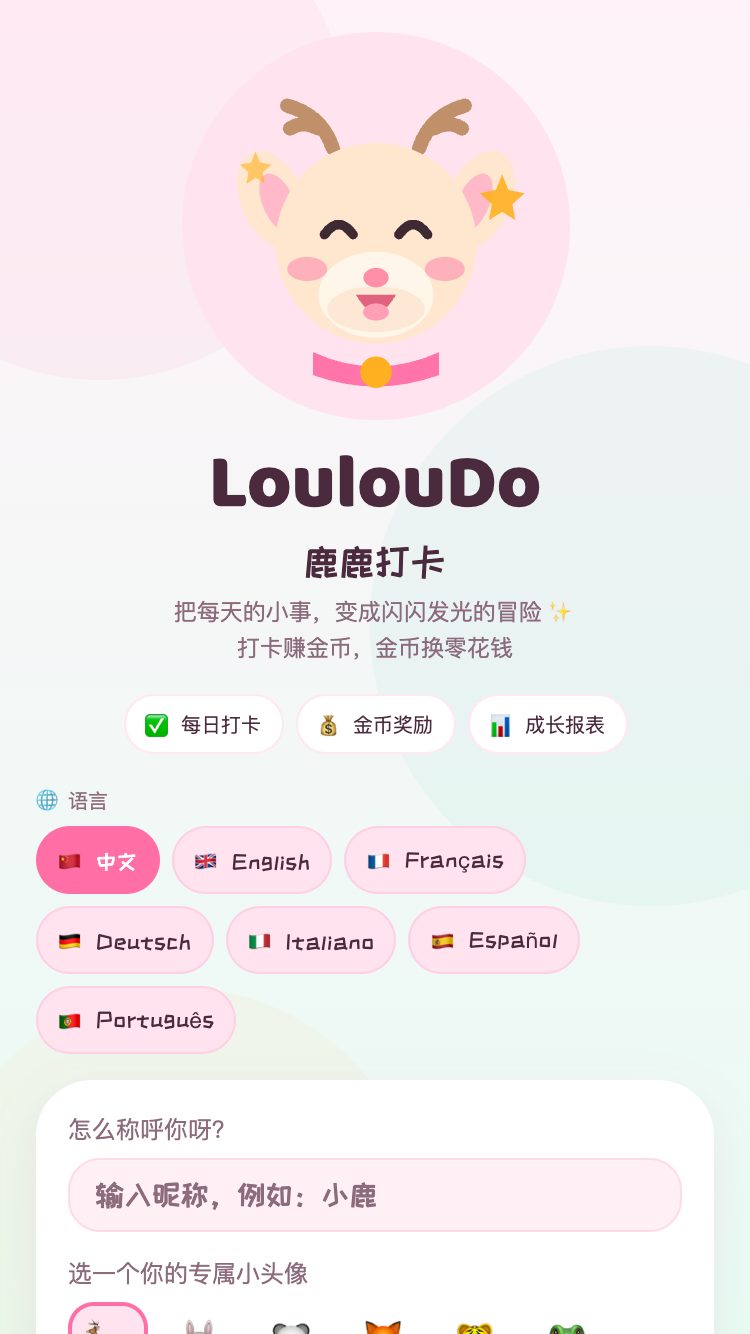 LoulouDo
鹿鹿打卡
把每天的小事，变成闪闪发光的冒险 ✨
打卡赚金币，金币换零花钱
✅ 每日打卡
💰 金币奖励
📊 成长报表
🌐 语言
🇨🇳 中文
🇬🇧 English
🇫🇷 Français
🇩🇪 Deutsch
🇮🇹 Italiano
🇪🇸 Español
🇵🇹 Português
怎么称呼你呀？
输入昵称，例如：小鹿
选一个你的专属小头像